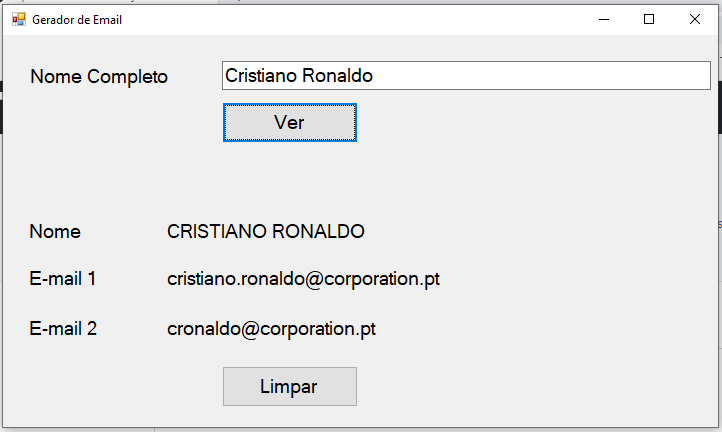 Gerador de Email
Nome Completo Cristiano Ronaldo
Ver
Nome CRISTIANO RONALDO
E-mail 1 cristiano.ronaldo@corporation.pt
E-mail 2 cronaldo@corporation.pt
Limpar